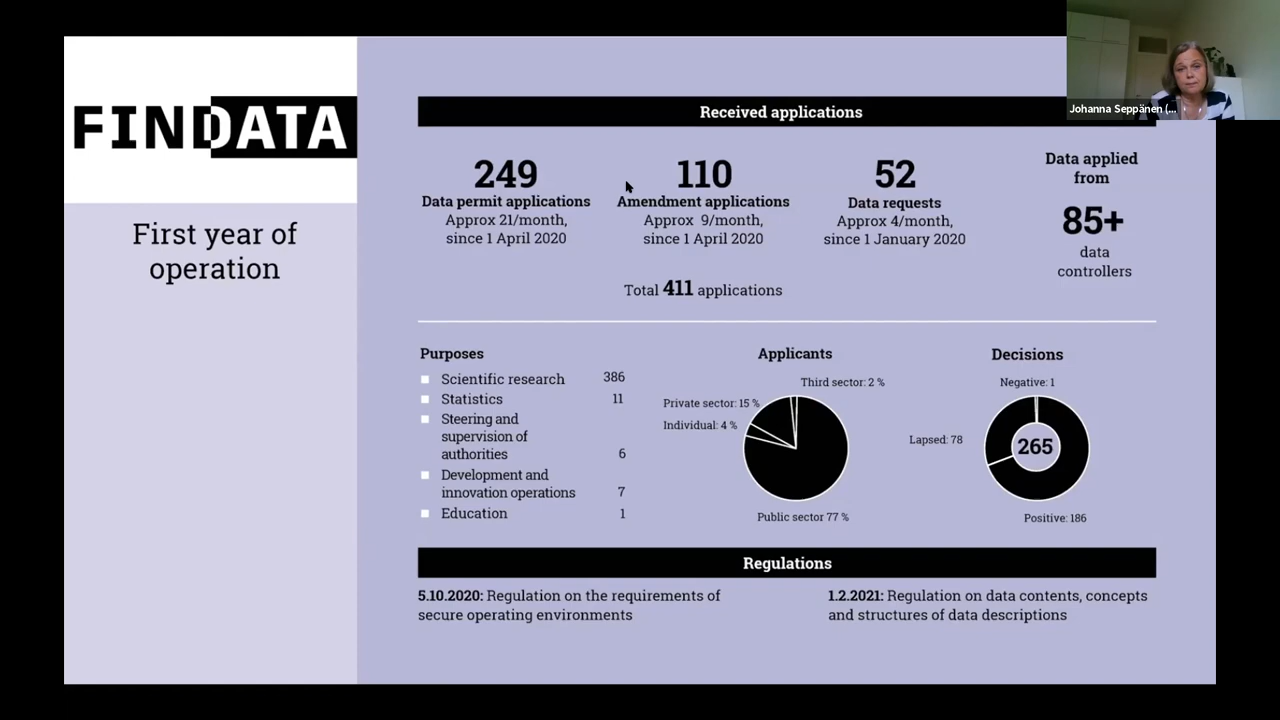 FINDATA
First year of
operation
Johanna Seppänen (...
Received applications
249
Data permit applications
Approx 21/month,
since 1 April 2020
110
Amendment applications
Approx 9/month,
since 1 April 2020
52
Data requests
Approx 4/month,
since 1 January 2020
Data applied
from
85+
data
controllers
Total 411 applications
Purposes
Scientific research 386
Statistics 11
Steering and
supervision of
authorities 6
Development and
innovation operations 7
Education 1
Applicants
Third sector: 2 %
Private sector: 15 %
Individual: 4 %
Public sector 77 %
Decisions
Negative: 1
Lapsed: 78
265
Positive: 186
Regulations
5.10.2020: Regulation on the requirements of
secure operating environments
1.2.2021: Regulation on data contents, concepts
and structures of data descriptions